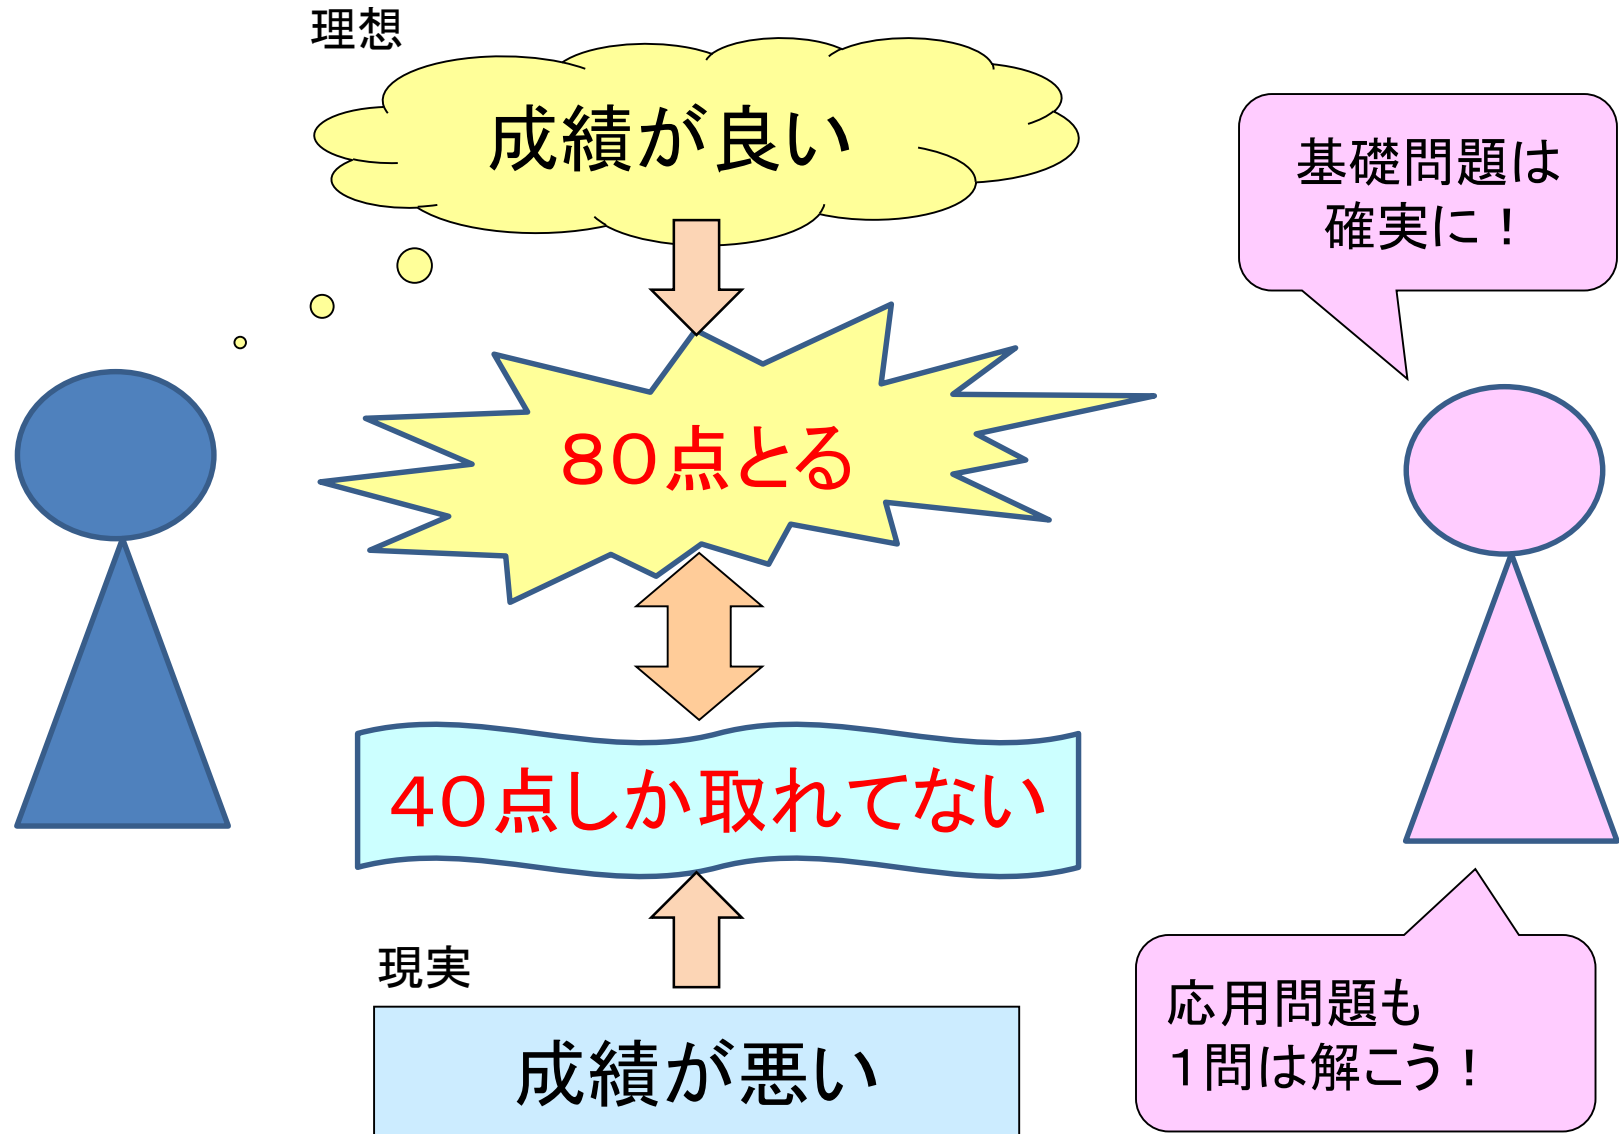 理想
成績が良い
基礎問題は
確実に！
８０点とる
４０点しか取れてない
現実
成績が悪い
応用問題も
１問は解こう！